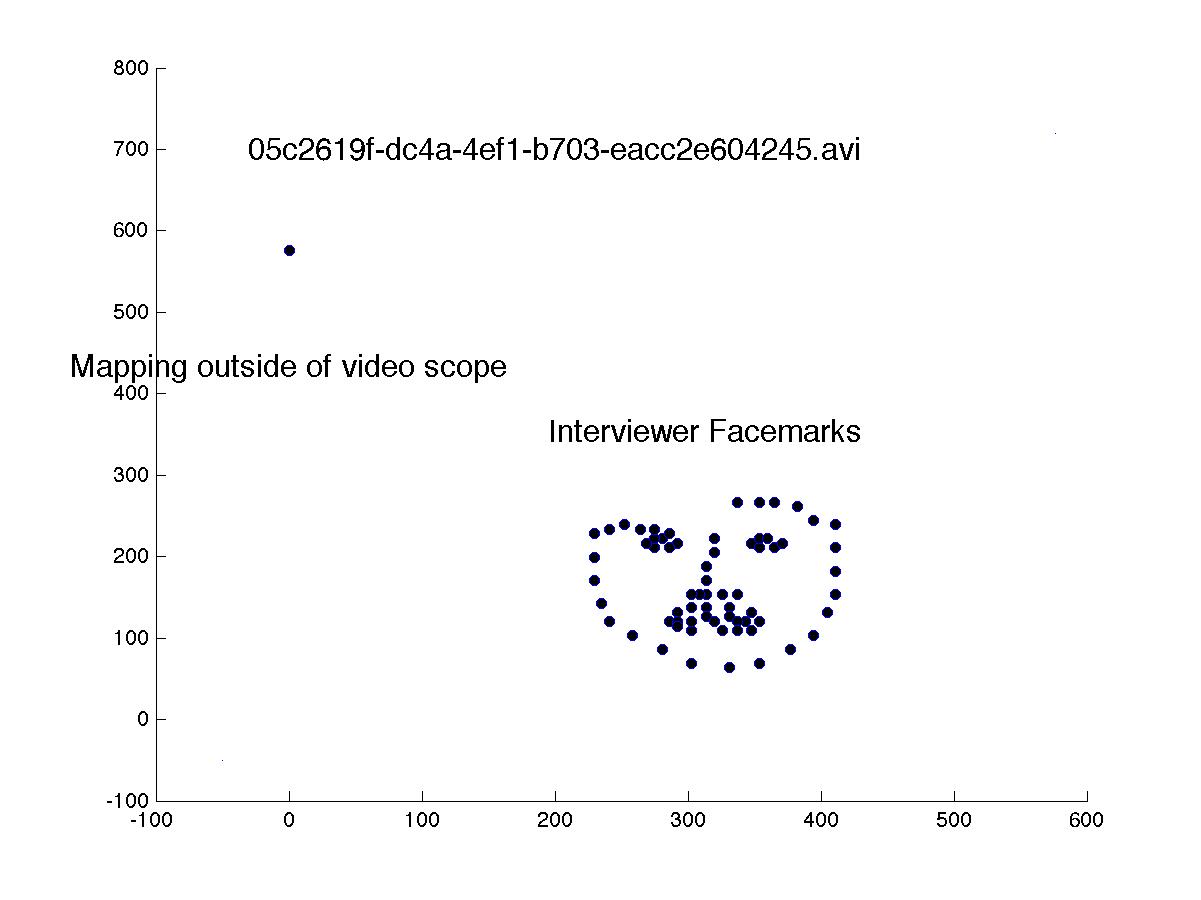 800
700
05c2619f-dc4a-4ef1-b703-eacc2e604245.avi
600
500
Mapping outside of video scope
400
Interviewer Facemarks
300
200
100
0
-100
-100 0 100 200 300 400 500 600